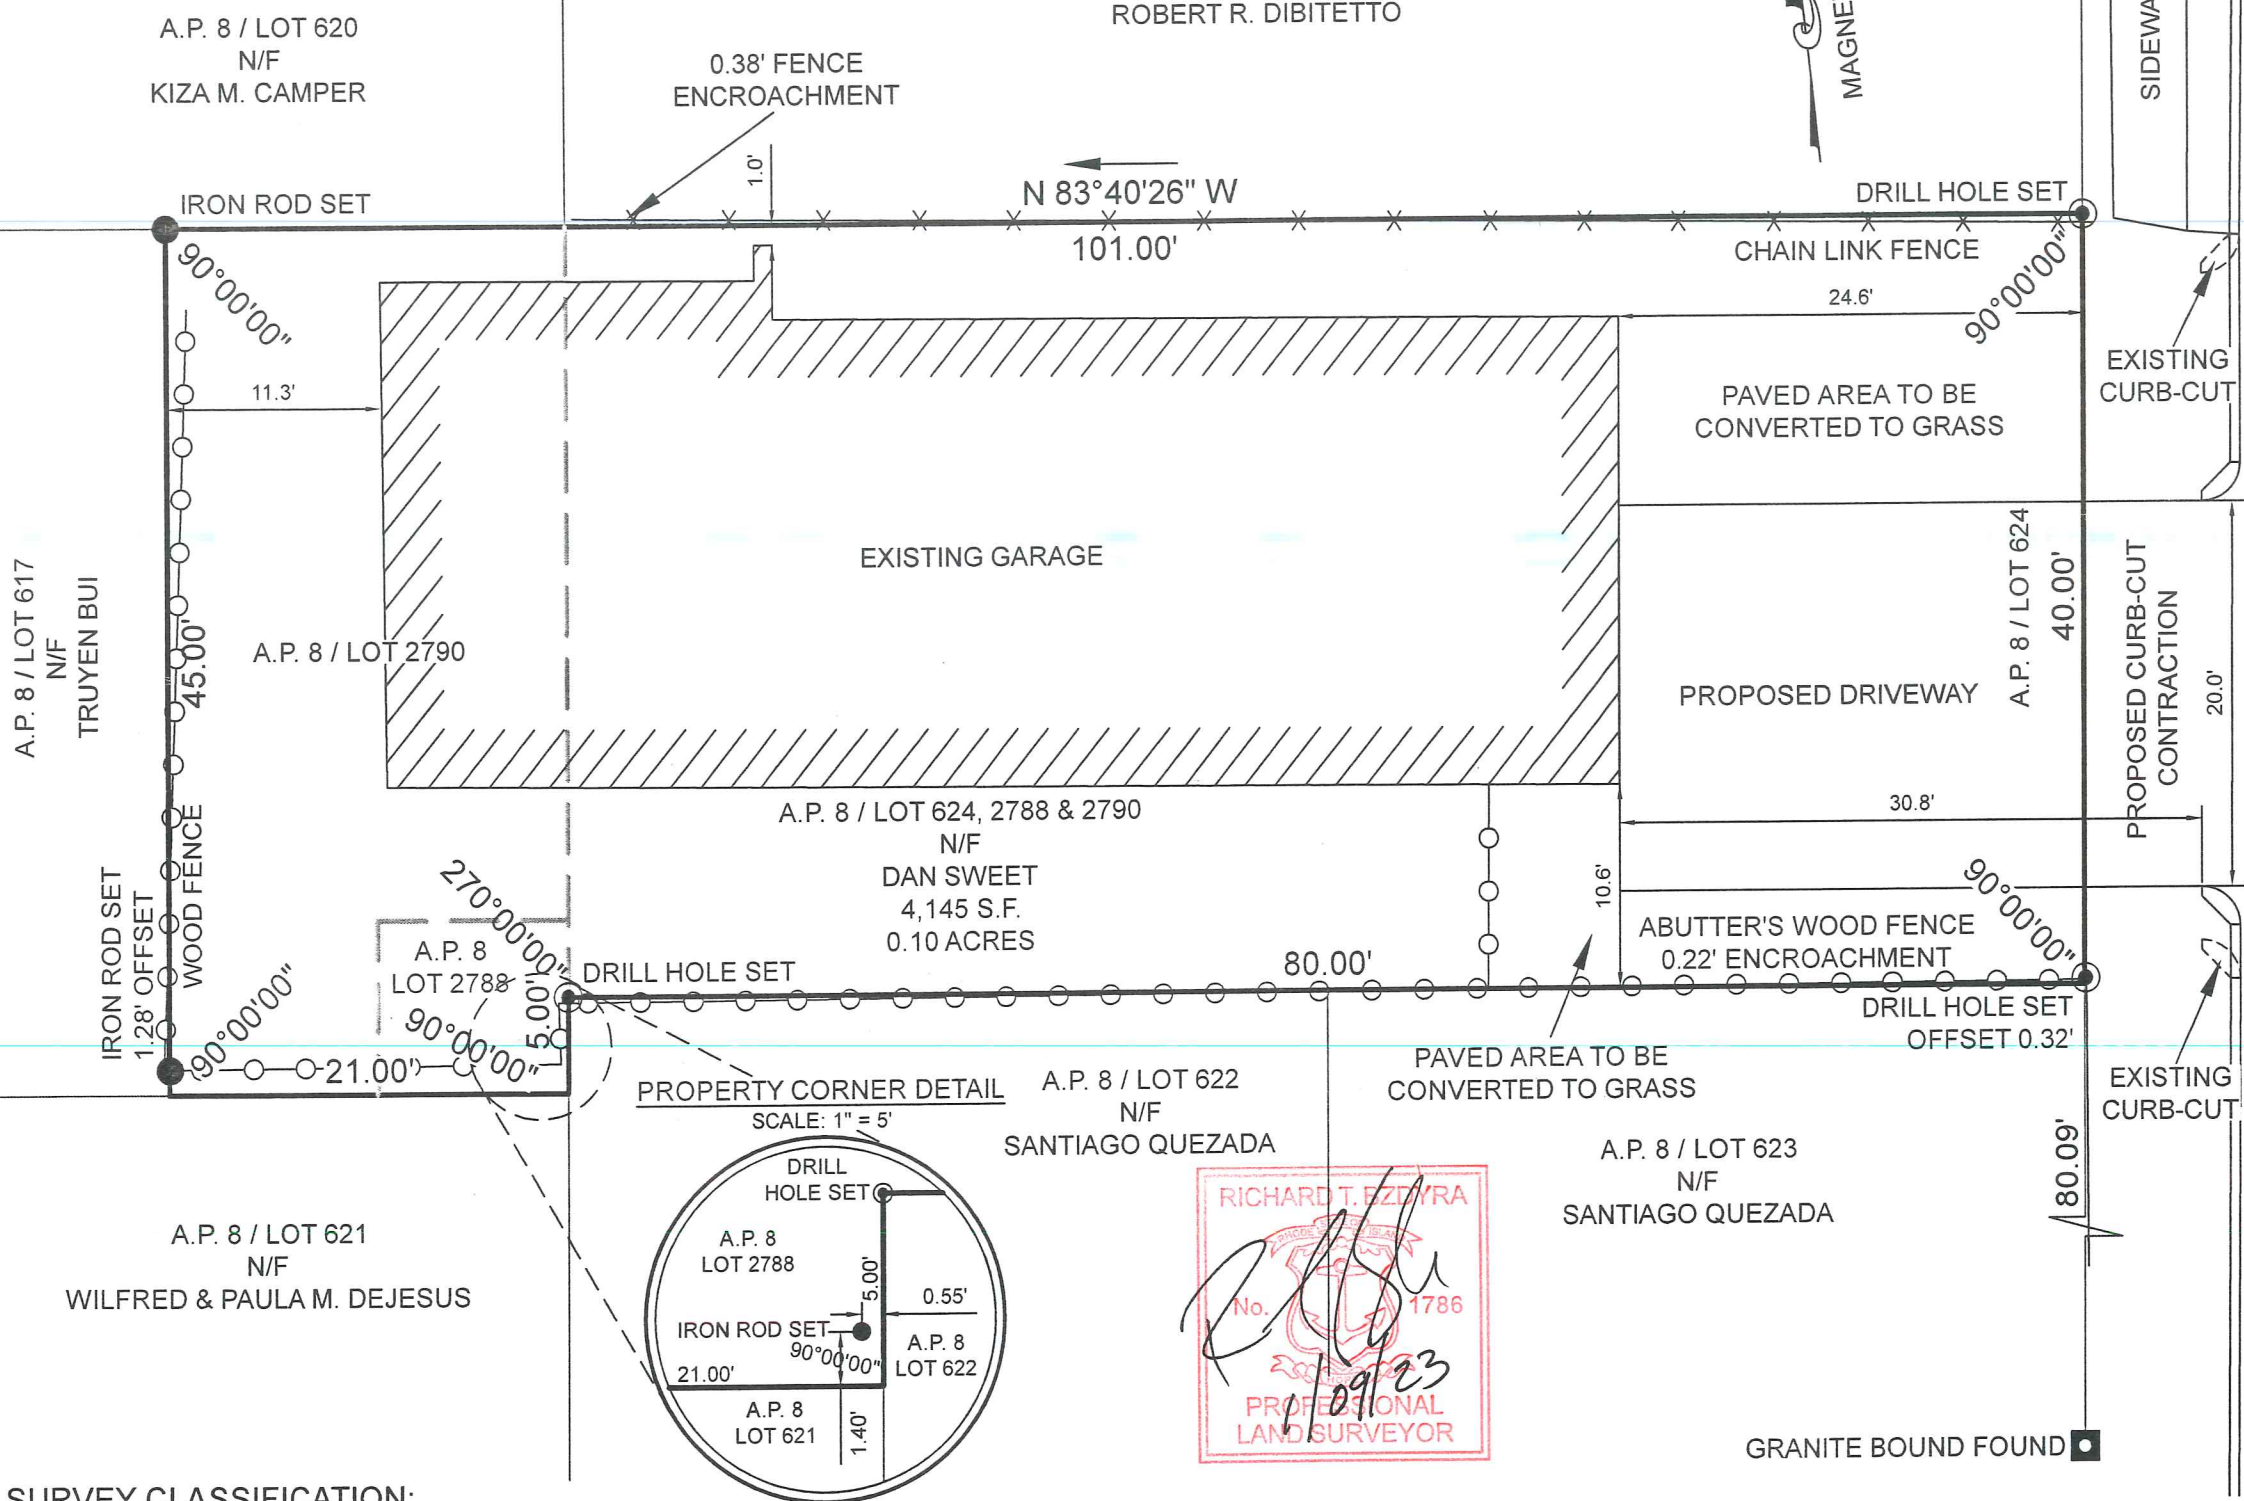 A.P. 8 / LOT 620
N/F
KIZA M. CAMPER
ROBERT R. DIBITETTO
0.38' FENCE
ENCROACHMENT
1.0'
N 83°40'26" W
101.00'
IRON ROD SET
DRILL HOLE SET
CHAIN LINK FENCE
24.6'
90°00'00"
90°00'00"
11.3'
EXISTING
CURB-CUT
PAVED AREA TO BE
CONVERTED TO GRASS
A.P. 8 / LOT 617
N/F
TRUYEN BUI
45.00'
A.P. 8 / LOT 2790
EXISTING GARAGE
PROPOSED DRIVEWAY
A.P. 8 / LOT 624
40.00'
PROPOSED CURB-CUT
CONTRACTION
20.0'
30.8'
10.6'
A.P. 8 / LOT 624, 2788 & 2790
N/F
DAN SWEET
4,145 S.F.
0.10 ACRES
IRON ROD SET
1.28' OFFSET
WOOD FENCE
270°00'00"
A.P. 8
LOT 2788
DRILL HOLE SET
80.00'
ABUTTER'S WOOD FENCE
0.22' ENCROACHMENT
90°00'00"
DRILL HOLE SET
OFFSET 0.32'
90°00'00"
21.00'
90°00'00"
5.00'
PROPERTY CORNER DETAIL
SCALE: 1" = 5'
A.P. 8 / LOT 622
N/F
SANTIAGO QUEZADA
PAVED AREA TO BE
CONVERTED TO GRASS
EXISTING
CURB-CUT
A.P. 8 / LOT 623
N/F
SANTIAGO QUEZADA
80.09'
A.P. 8 / LOT 621
N/F
WILFRED & PAULA M. DEJESUS
DRILL
HOLE SET
A.P. 8
LOT 2788
5.00'
0.55'
IRON ROD SET
90°00'00"
A.P. 8
LOT 622
21.00'
A.P. 8
LOT 621
1.40'
RICHARD T. BZDYRA
No. 1786
1/09/23
PROFESSIONAL
LAND SURVEYOR
GRANITE BOUND FOUND
SURVEY CLASSIFICATION: